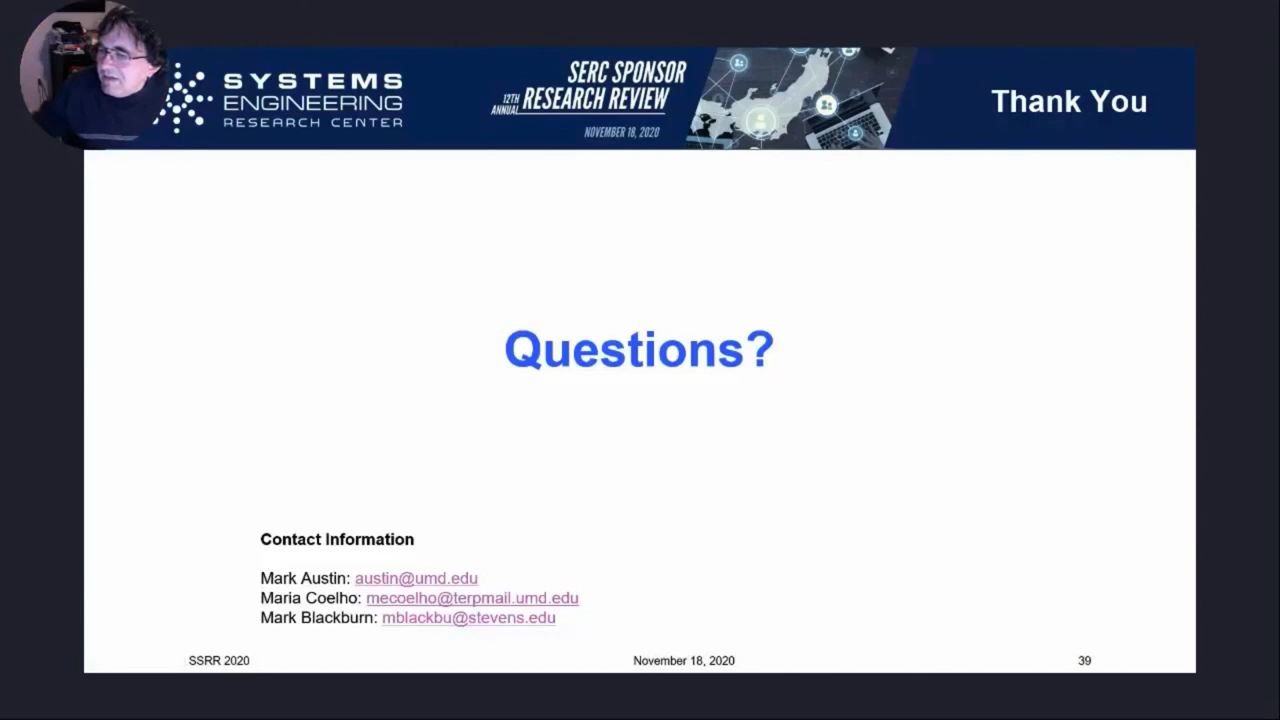 SYSTEMS
ENGINEERING
RESEARCH CENTER
SERC SPONSOR
12TH ANNUAL RESEARCH REVIEW
NOVEMBER 18, 2020
Thank You
Questions?
Contact Information
Mark Austin: austin@umd.edu
Maria Coelho: mecoelho@terpmail.umd.edu
Mark Blackburn: mblackbu@stevens.edu
SSRR 2020 November 18, 2020 39